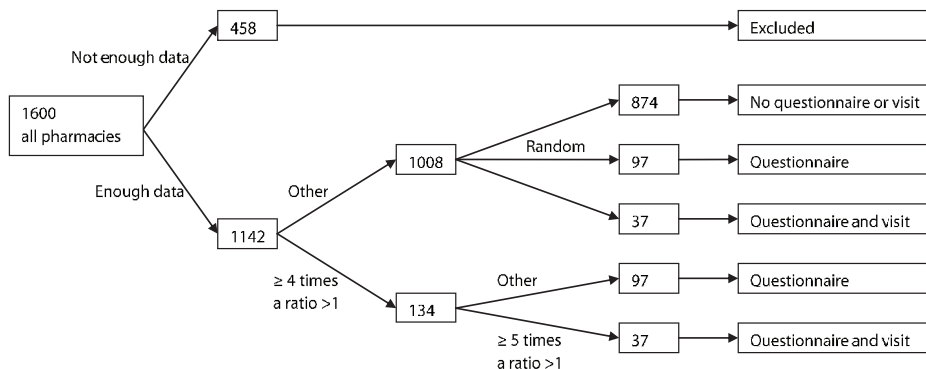 458
Excluded
Not enough data
1600
all pharmacies
874
No questionnaire or visit
Random
1008
97
Questionnaire
Enough data
Other
37
Ouestionnaire and visit
1142
≥ 4 times
a ratio >1
Other
97
Questionnaire
134
≥ 5 times
a ratio >1
37
Ouestionnaire and visit